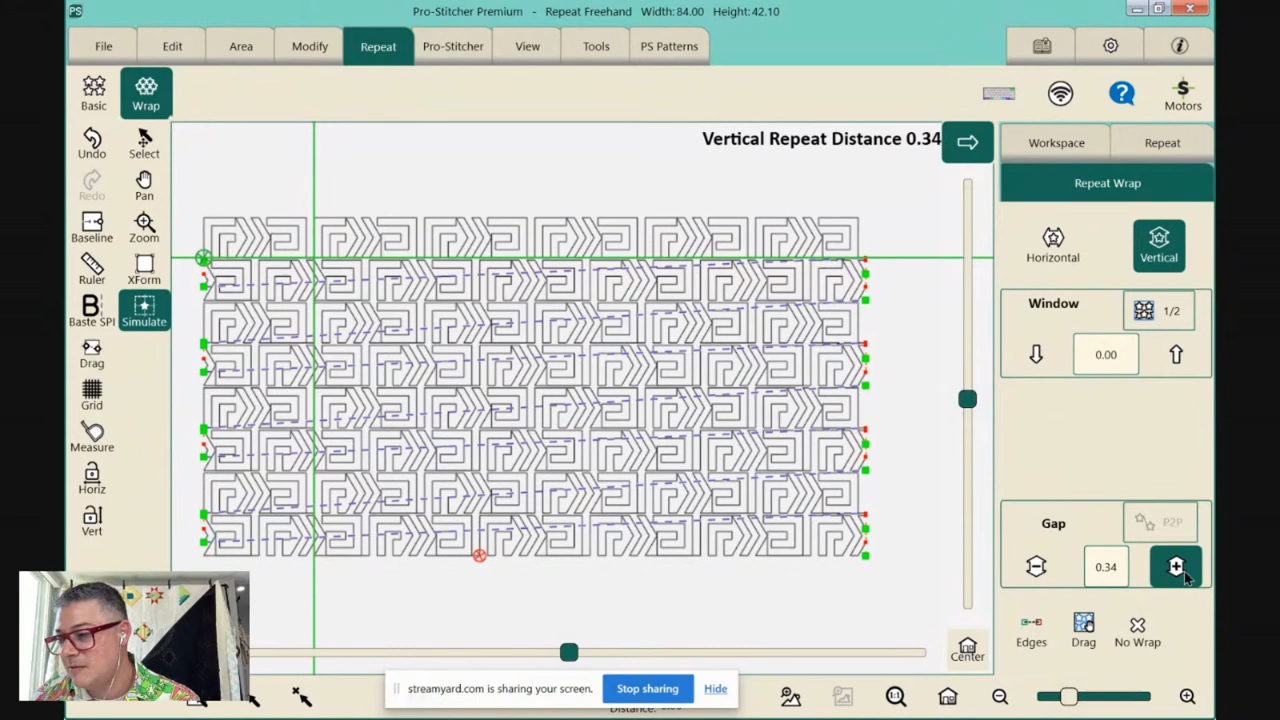 PS
Pro-Stitcher Premium - Repeat Freehand Width:84.00 Height:42.10
File Edit Area Modify Repeat Pro-Stitcher View Tools PS Patterns
Basic Wrap
S
Motors
Undo Select
Redo Pan
Baseline Zoom
Ruler XForm
B
Baste SPI Simulate
Drag
Grid
Measure
Horiz
Vert
Vertical Repeat Distance 0.34
Center
Workspace Repeat
Repeat Wrap
Horizontal Vertical
Window 1/2
0.00
Gap P2P
0.34
Edges Drag No Wrap
streamyard.com is sharing your screen. Stop sharing Hide
1:1